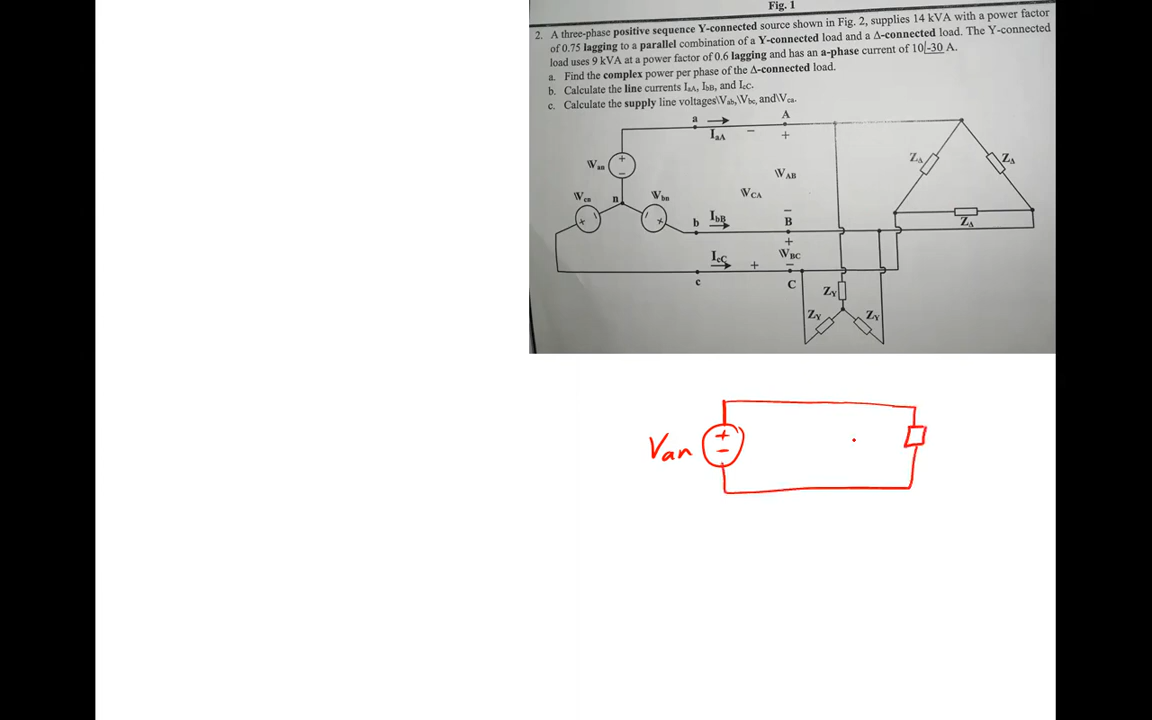 Fig. 1
2. A three-phase positive sequence Y-connected source shown in Fig. 2, supplies 14 kVA with a power factor
of 0.75 lagging to a parallel combination of a Y-connected load and a Δ-connected load. The Y-connected
load uses 9 kVA at a power factor of 0.6 lagging and has an a-phase current of 10/-30 A.
a. Find the complex power per phase of the Δ-connected load.
b. Calculate the line currents IaA, IbB, and IcC.
c. Calculate the supply line voltages\Vab,\Vbc, and\Vca.
a A
IaA - +
ZΔ ZΔ
Van + -
VAB
VCA
Vcn n Vbn
b IbB - B
ZΔ
+
VBC
IcC + -
c C
ZY
ZY ZY
Van + -